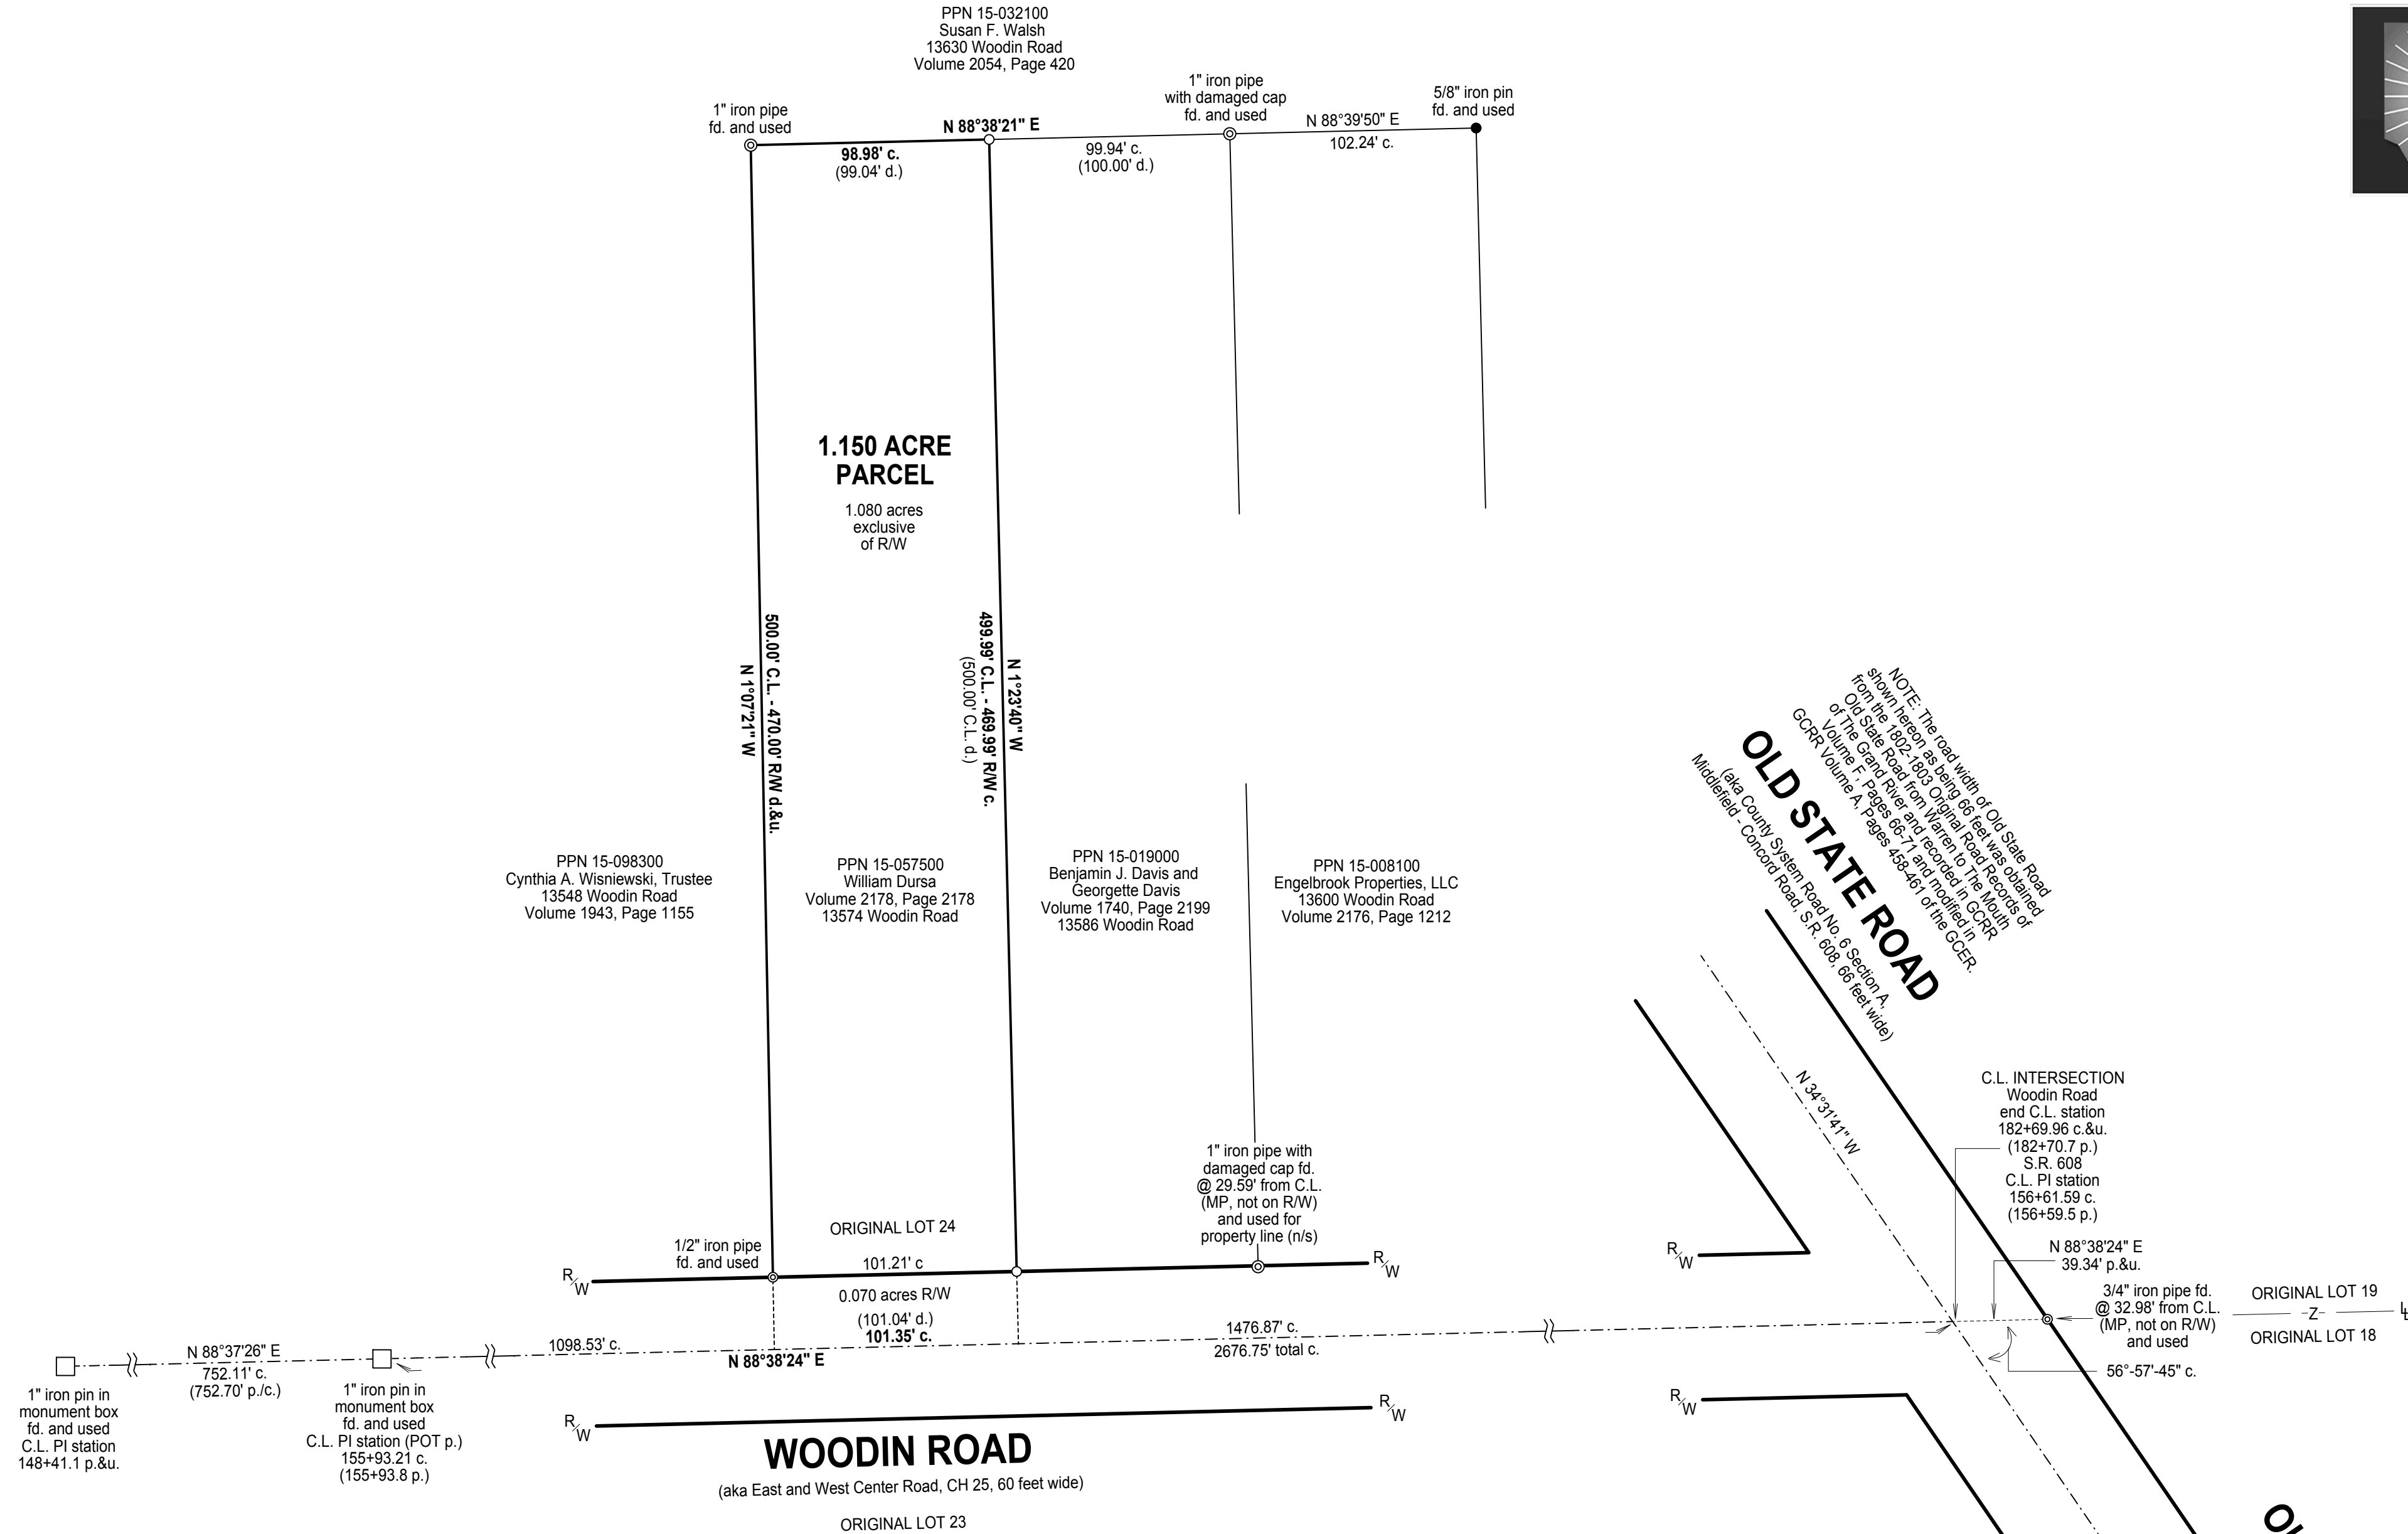 PPN 15-032100
Susan F. Walsh
13630 Woodin Road
Volume 2054, Page 420
1" iron pipe
fd. and used
N 88°38'21" E
98.98' c.
(99.04' d.)
99.94' c.
(100.00' d.)
1" iron pipe
with damaged cap
fd. and used
N 88°39'50" E
102.24' c.
5/8" iron pin
fd. and used
1.150 ACRE
PARCEL
1.080 acres
exclusive
of R/W
N 1°07'21" W
500.00' C.L. - 470.00' R/W d.&u.
(500.00' C.L. d.)
499.99' C.L. - 469.99' R/W c.
N 1°23'40" W
PPN 15-098300
Cynthia A. Wisniewski, Trustee
13548 Woodin Road
Volume 1943, Page 1155
PPN 15-057500
William Dursa
Volume 2178, Page 2178
13574 Woodin Road
PPN 15-019000
Benjamin J. Davis and
Georgette Davis
Volume 1740, Page 2199
13586 Woodin Road
PPN 15-008100
Engelbrook Properties, LLC
13600 Woodin Road
Volume 2176, Page 1212
NOTE: The road width of Old State Road
shown hereon as being 66 feet was obtained
from the 1802-1803 Original Road Records of
Old State Road from Warren to The Mouth
of The Grand River and recorded in GCRR
Volume F, Pages 66-71 and modified in
GCRR Volume A, Pages 458-461 of the GCER.
OLD STATE ROAD
(aka County System Road No. 6 Section A,
Middlefield - Concord Road, S.R. 608, 66 feet wide)
N 34°31'41" W
C.L. INTERSECTION
Woodin Road
end C.L. station
182+69.96 c.&u.
(182+70.7 p.)
S.R. 608
C.L. PI station
156+61.59 c.
(156+59.5 p.)
N 88°38'24" E
39.34' p.&u.
3/4" iron pipe fd.
@ 32.98' from C.L.
(MP, not on R/W)
and used
ORIGINAL LOT 19
Z
ORIGINAL LOT 18
56°-57'-45" c.
1" iron pipe with
damaged cap fd.
@ 29.59' from C.L.
(MP, not on R/W)
and used for
property line (n/s)
ORIGINAL LOT 24
1/2" iron pipe
fd. and used
101.21' c
R/W
R/W
R/W
0.070 acres R/W
(101.04' d.)
101.35' c.
N 88°38'24" E
1098.53' c.
1476.87' c.
2676.75' total c.
N 88°37'26" E
752.11' c.
(752.70' p./c.)
1" iron pin in
monument box
fd. and used
C.L. PI station
148+41.1 p.&u.
1" iron pin in
monument box
fd. and used
C.L. PI station (POT p.)
155+93.21 c.
(155+93.8 p.)
R/W
R/W
R/W
WOODIN ROAD
(aka East and West Center Road, CH 25, 60 feet wide)
ORIGINAL LOT 23